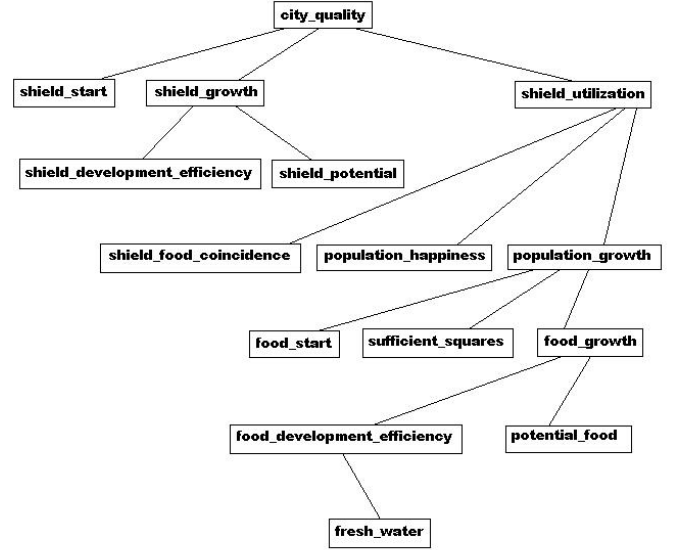 city_quality
shield_start
shield_growth
shield_utilization
shield_development_efficiency
shield_potential
shield_food_coincidence
population_happiness
population_growth
food_start
sufficient_squares
food_growth
food_development_efficiency
potential_food
fresh_water